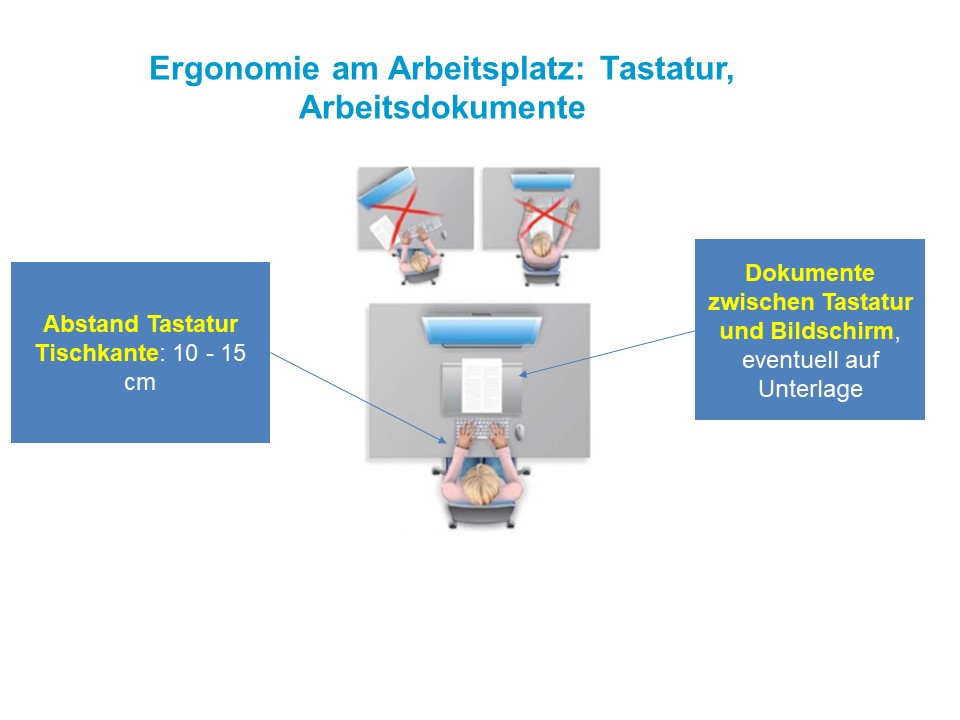 Ergonomie am Arbeitsplatz: Tastatur,
Arbeitsdokumente
Abstand Tastatur
Tischkante: 10 - 15
cm
Dokumente
zwischen Tastatur
und Bildschirm,
eventuell auf
Unterlage